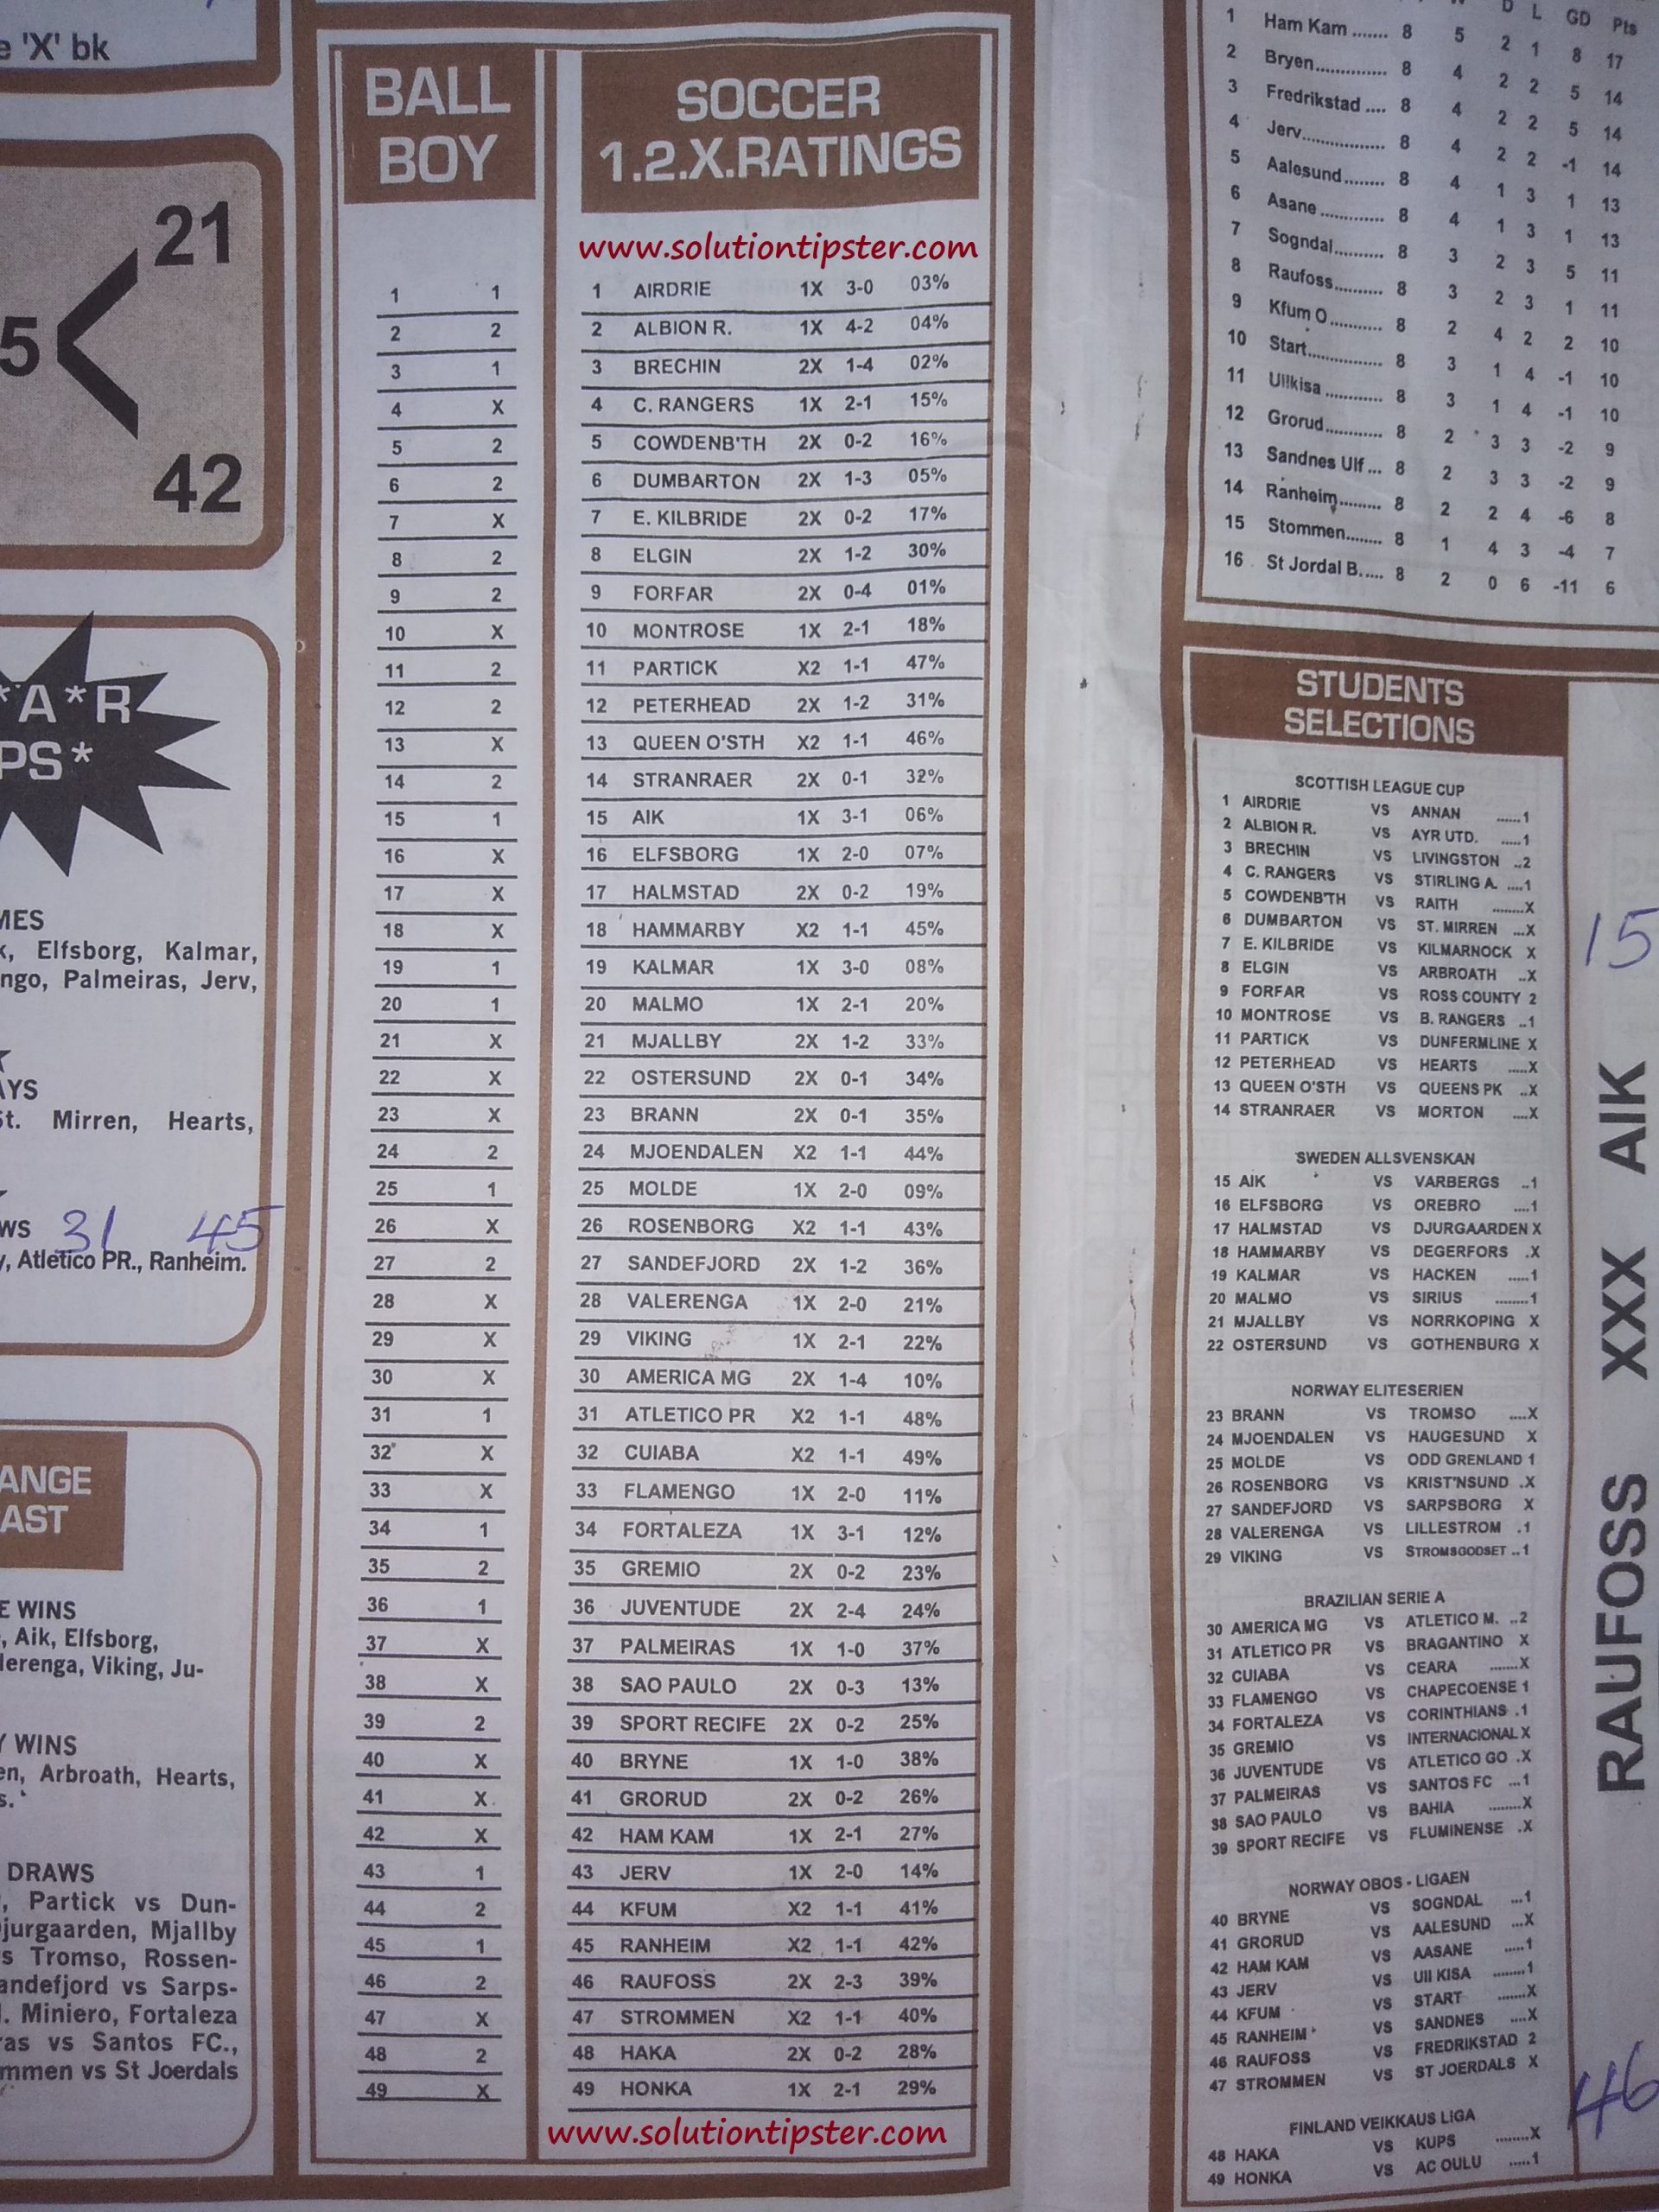 e 'X' bk
21
5
42
*A*R
PS*
MES
k, Elfsborg, Kalmar,
ngo, Palmeiras, Jerv,
AYS
St. Mirren, Hearts,
WS 31 45
y, Atletico PR., Ranheim.
ANGE
AST
E WINS
, Aik, Elfsborg,
lerenga, Viking, Ju-
Y WINS
en, Arbroath, Hearts,
s.
DRAWS
, Partick vs Dun-
Djurgaarden, Mjallby
s Tromso, Rossen-
andefjord vs Sarps-
. Miniero, Fortaleza
ras vs Santos FC.,
mmen vs St Joerdals
BALL
BOY
1 1
2 2
3 1
4 X
5 2
6 2
7 X
8 2
9 2
10 X
11 2
12 2
13 X
14 2
15 1
16 X
17 X
18 X
19 1
20 1
21 X
22 X
23 X
24 2
25 1
26 X
27 2
28 X
29 X
30 X
31 1
32 X
33 X
34 1
35 2
36 1
37 X
38 X
39 2
40 X
41 X
42 X
43 1
44 2
45 1
46 2
47 X
48 2
49 X
SOCCER
1.2.X.RATINGS
www.solutiontipster.com
1 AIRDRIE 1X 3-0 03%
2 ALBION R. 1X 4-2 04%
3 BRECHIN 2X 1-4 02%
4 C. RANGERS 1X 2-1 15%
5 COWDENB'TH 2X 0-2 16%
6 DUMBARTON 2X 1-3 05%
7 E. KILBRIDE 2X 0-2 17%
8 ELGIN 2X 1-2 30%
9 FORFAR 2X 0-4 01%
10 MONTROSE 1X 2-1 18%
11 PARTICK X2 1-1 47%
12 PETERHEAD 2X 1-2 31%
13 QUEEN O'STH X2 1-1 46%
14 STRANRAER 2X 0-1 32%
15 AIK 1X 3-1 06%
16 ELFSBORG 1X 2-0 07%
17 HALMSTAD 2X 0-2 19%
18 HAMMARBY X2 1-1 45%
19 KALMAR 1X 3-0 08%
20 MALMO 1X 2-1 20%
21 MJALLBY 2X 1-2 33%
22 OSTERSUND 2X 0-1 34%
23 BRANN 2X 0-1 35%
24 MJOENDALEN X2 1-1 44%
25 MOLDE 1X 2-0 09%
26 ROSENBORG X2 1-1 43%
27 SANDEFJORD 2X 1-2 36%
28 VALERENGA 1X 2-0 21%
29 VIKING 1X 2-1 22%
30 AMERICA MG 2X 1-4 10%
31 ATLETICO PR X2 1-1 48%
32 CUIABA X2 1-1 49%
33 FLAMENGO 1X 2-0 11%
34 FORTALEZA 1X 3-1 12%
35 GREMIO 2X 0-2 23%
36 JUVENTUDE 2X 2-4 24%
37 PALMEIRAS 1X 1-0 37%
38 SAO PAULO 2X 0-3 13%
39 SPORT RECIFE 2X 0-2 25%
40 BRYNE 1X 1-0 38%
41 GRORUD 2X 0-2 26%
42 HAM KAM 1X 2-1 27%
43 JERV 1X 2-0 14%
44 KFUM X2 1-1 41%
45 RANHEIM X2 1-1 42%
46 RAUFOSS 2X 2-3 39%
47 STROMMEN X2 1-1 40%
48 HAKA 2X 0-2 28%
49 HONKA 1X 2-1 29%
www.solutiontipster.com
D L GD Pts
1 Ham Kam ....... 8 5 2 1 8 17
2 Bryen............... 8 4 2 2 5 14
3 Fredrikstad .... 8 4 2 2 5 14
4 Jerv................. 8 4 2 2 -1 14
5 Aalesund........ 8 4 1 3 1 13
6 Asane ............. 8 4 1 3 1 13
7 Sogndal........... 8 3 2 3 5 11
8 Raufoss.......... 8 3 2 3 1 11
9 Kfum O........... 8 2 4 2 2 10
10 Start............... 8 3 1 4 -1 10
11 Ullkisa ............ 8 3 1 4 -1 10
12 Grorud............ 8 2 3 3 -2 9
13 Sandnes Ulf ... 8 2 3 3 -2 9
14 Ranheim......... 8 2 2 4 -6 8
15 Stommen........ 8 1 4 3 -4 7
16 St Jordal B..... 8 2 0 6 -11 6
STUDENTS
SELECTIONS
SCOTTISH LEAGUE CUP
1 AIRDRIE VS ANNAN ......1
2 ALBION R. VS AYR UTD. .....1
3 BRECHIN VS LIVINGSTON ..2
4 C. RANGERS VS STIRLING A. ....1
5 COWDENB'TH VS RAITH ........X
6 DUMBARTON VS ST. MIRREN ...X
7 E. KILBRIDE VS KILMARNOCK X
8 ELGIN VS ARBROATH ..X
9 FORFAR VS ROSS COUNTY 2
10 MONTROSE VS B. RANGERS ..1
11 PARTICK VS DUNFERMLINE X
12 PETERHEAD VS HEARTS .....X
13 QUEEN O'STH VS QUEENS PK ..X
14 STRANRAER VS MORTON ....X
SWEDEN ALLSVENSKAN
15 AIK VS VARBERGS ..1
16 ELFSBORG VS OREBRO ....1
17 HALMSTAD VS DJURGAARDEN X
18 HAMMARBY VS DEGERFORS .X
19 KALMAR VS HACKEN .....1
20 MALMO VS SIRIUS ........1
21 MJALLBY VS NORRKOPING X
22 OSTERSUND VS GOTHENBURG X
NORWAY ELITESERIEN
23 BRANN VS TROMSO ....X
24 MJOENDALEN VS HAUGESUND X
25 MOLDE VS ODD GRENLAND 1
26 ROSENBORG VS KRIST'NSUND .X
27 SANDEFJORD VS SARPSBORG X
28 VALERENGA VS LILLESTROM .1
29 VIKING VS STROMSGODSET ..1
BRAZILIAN SERIE A
30 AMERICA MG VS ATLETICO M. ..2
31 ATLETICO PR VS BRAGANTINO X
32 CUIABA VS CEARA .......X
33 FLAMENGO VS CHAPECOENSE 1
34 FORTALEZA VS CORINTHIANS .1
35 GREMIO VS INTERNACIONAL X
36 JUVENTUDE VS ATLETICO GO .X
37 PALMEIRAS VS SANTOS FC ...1
38 SAO PAULO VS BAHIA ........X
39 SPORT RECIFE VS FLUMINENSE .X
NORWAY OBOS - LIGAEN
40 BRYNE VS SOGNDAL ...1
41 GRORUD VS AALESUND ...X
42 HAM KAM VS AASANE .....1
43 JERV VS Ull KISA ........1
44 KFUM VS START .......X
45 RANHEIM VS SANDNES ....X
46 RAUFOSS VS FREDRIKSTAD 2
47 STROMMEN VS ST JOERDALS X
FINLAND VEIKKAUS LIGA
48 HAKA VS KUPS ........X
49 HONKA VS AC OULU .....1
15
RAUFOSS XXX AIK
46